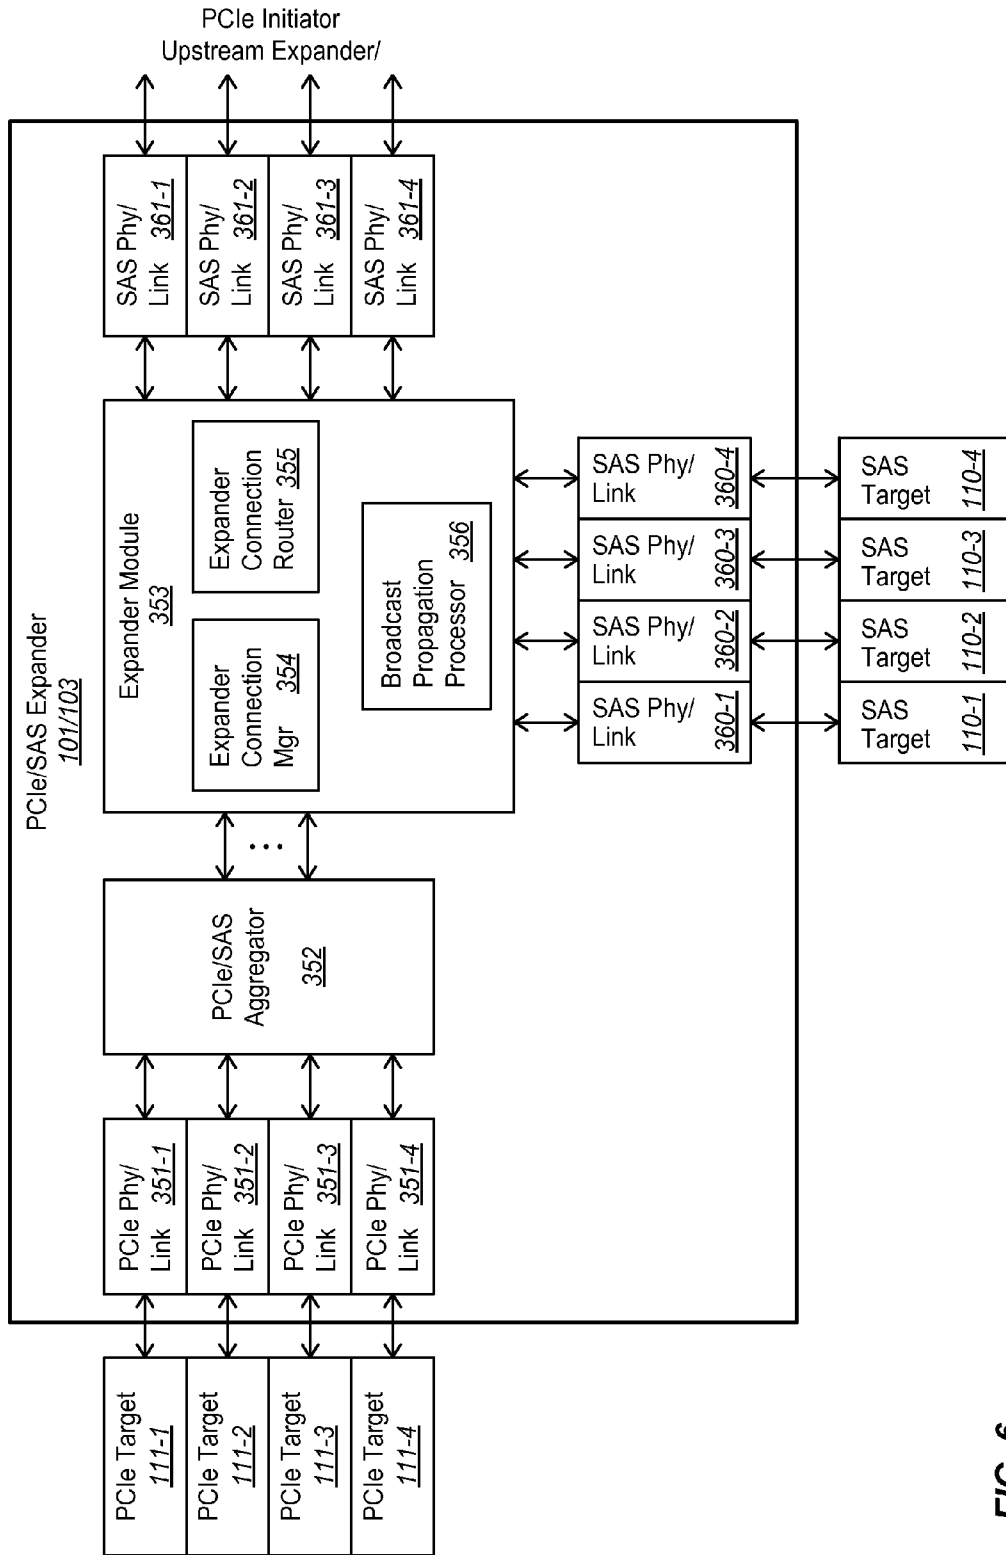 PCIe/SAS Expander
101/103
PCIe Target
111-1
PCIe Target
111-2
PCIe Target
111-3
PCIe Target
111-4
PCIe Phy/
Link 351-1
PCIe Phy/
Link 351-2
PCIe Phy/
Link 351-3
PCIe Phy/
Link 351-4
PCIe/SAS
Aggregator
352
...
Expander Module
353
Expander
Connection
Mgr 354
Expander
Connection
Router 355
Broadcast
Propagation
Processor 356
SAS Phy/
Link 361-1
SAS Phy/
Link 361-2
SAS Phy/
Link 361-3
SAS Phy/
Link 361-4
PCIe Initiator
Upstream Expander/
SAS Phy/
Link
360-1
SAS Phy/
Link
360-2
SAS Phy/
Link
360-3
SAS Phy/
Link
360-4
SAS
Target 110-1
SAS
Target 110-2
SAS
Target 110-3
SAS
Target 110-4
FIG. 6